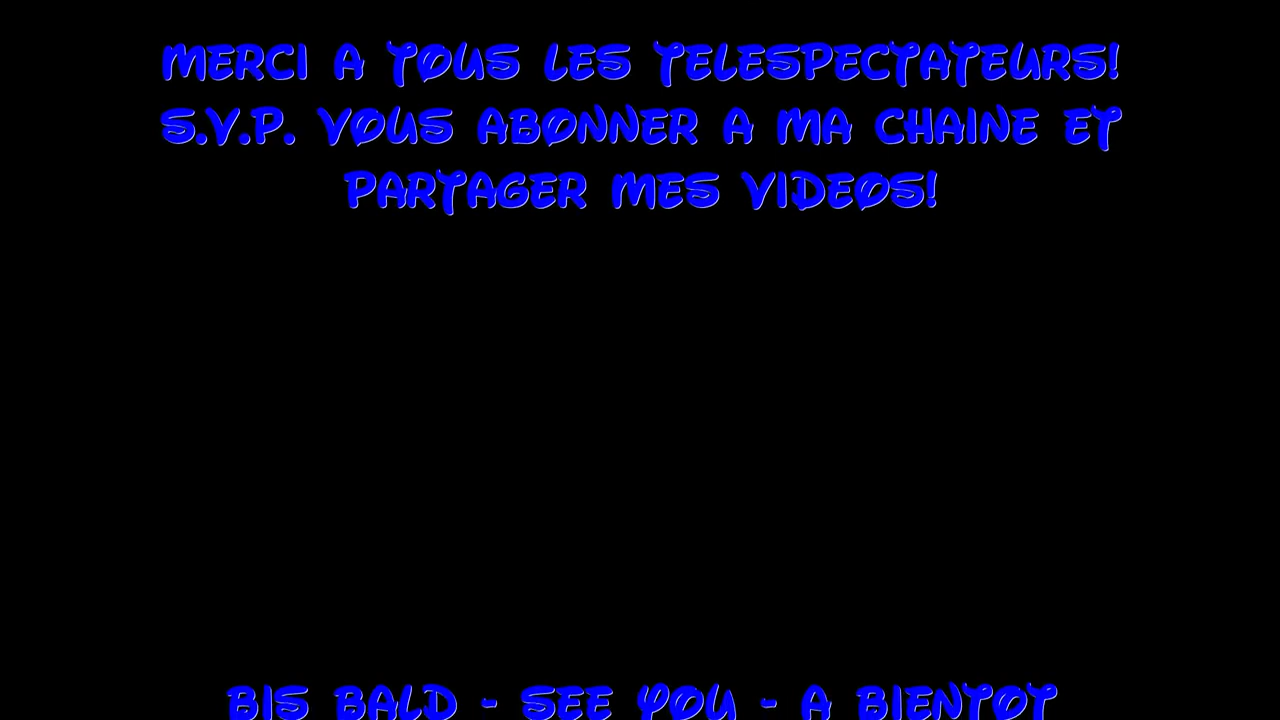 MERCI A TOUS LES TELESPECTATEURS!
S.V.P. VOUS ABONNER A MA CHAINE ET
PARTAGER MES VIDEOS!
BIS BALD - SEE YOU - A BIENTOT